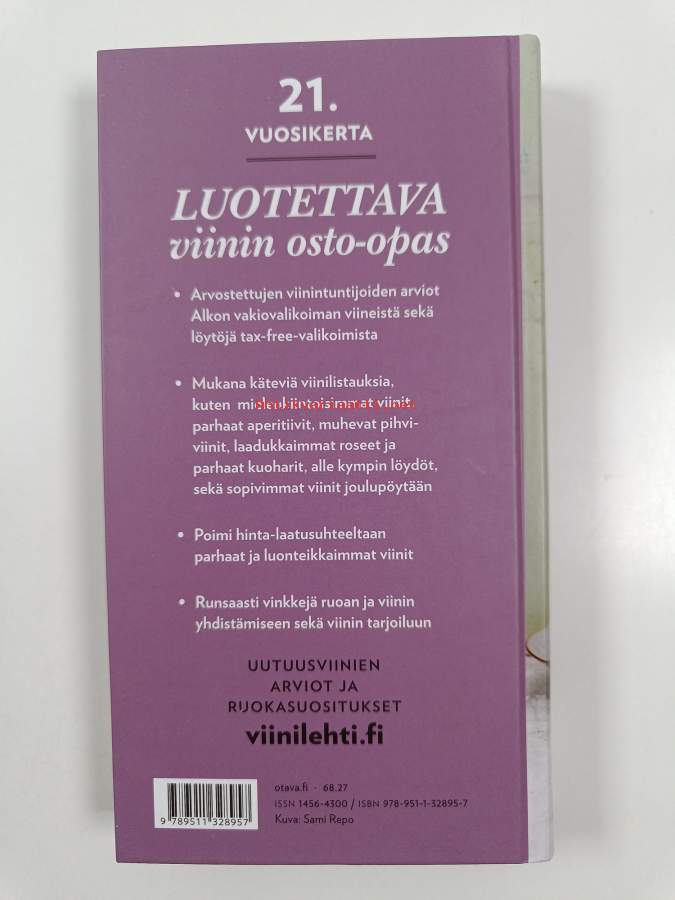 21.
VUOSIKERTA
LUOTETTAVA
viinin osto-opas
• Arvostettujen viinintuntijoiden arviot
Alkon vakiovalikoiman viineistä sekä
löytöjä tax-free-valikoimista
• Mukana käteviä viinilistauksia,
kuten mielenkiintoisimmat viinit,
parhaat aperitiivit, muhevat pihvi-
viinit, laadukkaimmat roseet ja
parhaat kuoharit, alle kympin löydöt,
sekä sopivimmat viinit joulupöytään
• Poimi hinta-laatusuhteeltaan
parhaat ja luonteikkaimmat viinit
• Runsaasti vinkkejä ruoan ja viinin
yhdistämiseen sekä viinin tarjoiluun
UUTUUSVIINIEN
ARVIOT JA
RUOKASUOSITUKSET
viinilehti.fi
otava.fi · 68.27
ISSN 1456-4300 / ISBN 978-951-1-32895-7
Kuva: Sami Repo
9 789511 328957